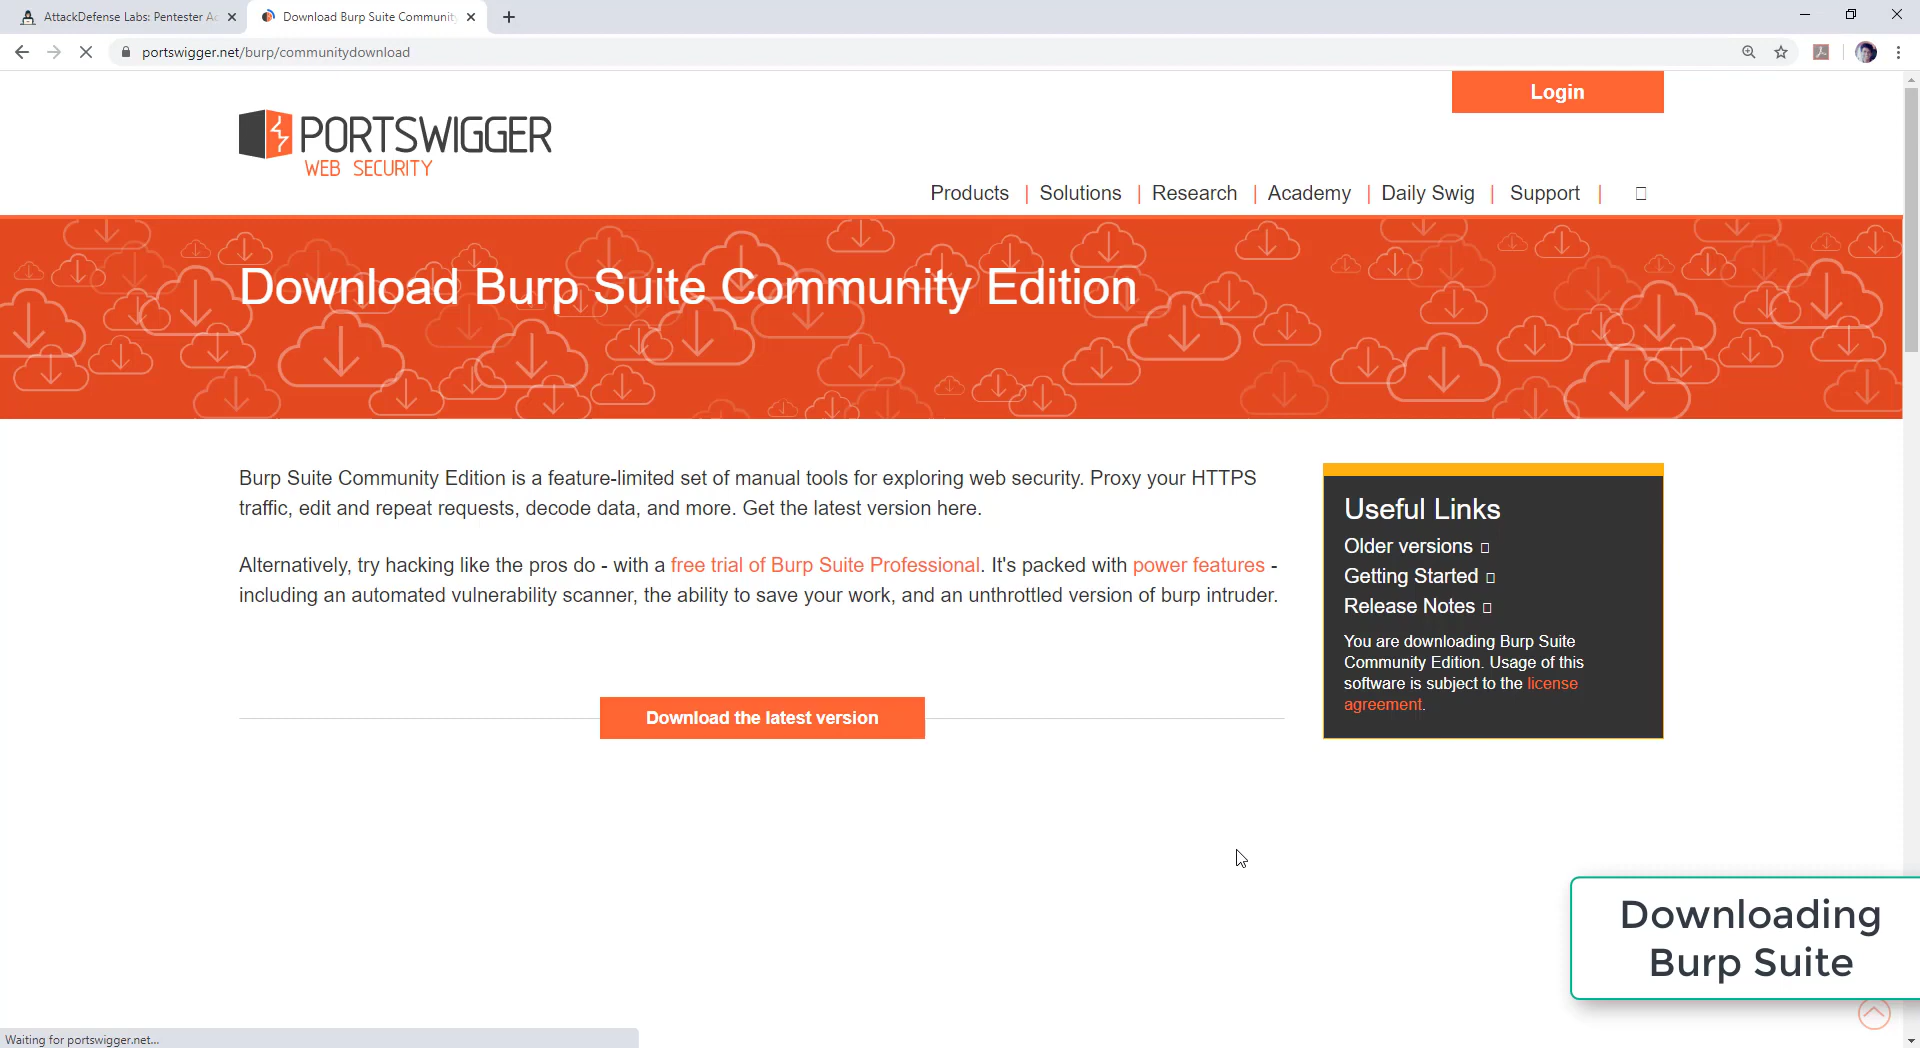 AttackDefense Labs: Pentester Ac
Download Burp Suite Communit
portswigger.net/burp/communitydownload
Login
PORTSWIGGER
WEB SECURITY
Products | Solutions | Research | Academy | Daily Swig | Support |
Download Burp Suite Community Edition
Burp Suite Community Edition is a feature-limited set of manual tools for exploring web security. Proxy your HTTPS
traffic, edit and repeat requests, decode data, and more. Get the latest version here.
Alternatively, try hacking like the pros do - with a free trial of Burp Suite Professional. It's packed with power features -
including an automated vulnerability scanner, the ability to save your work, and an unthrottled version of burp intruder.
Download the latest version
Useful Links
Older versions
Getting Started
Release Notes
You are downloading Burp Suite
Community Edition. Usage of this
software is subject to the license
agreement.
Downloading
Burp Suite
Waiting for portswigger.net...